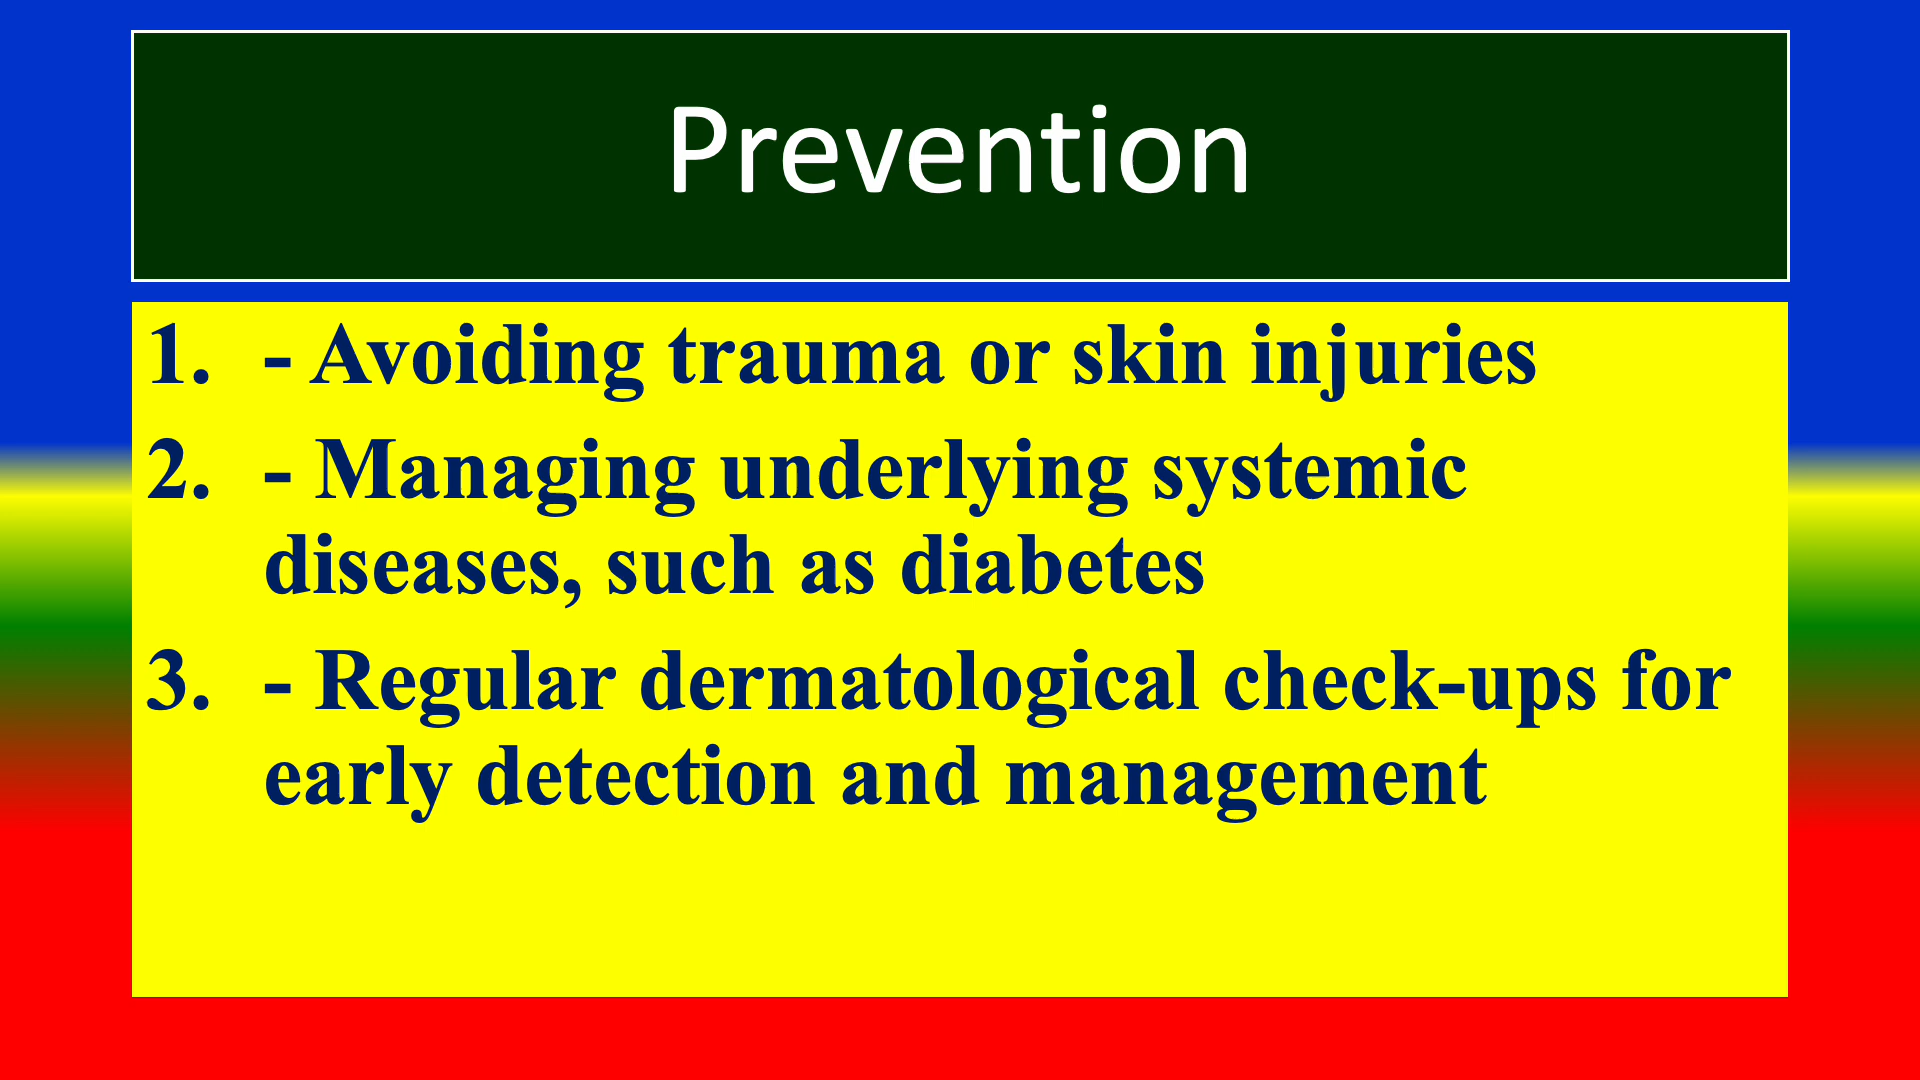 Prevention
1. - Avoiding trauma or skin injuries
2. - Managing underlying systemic
diseases, such as diabetes
3. - Regular dermatological check-ups for
early detection and management